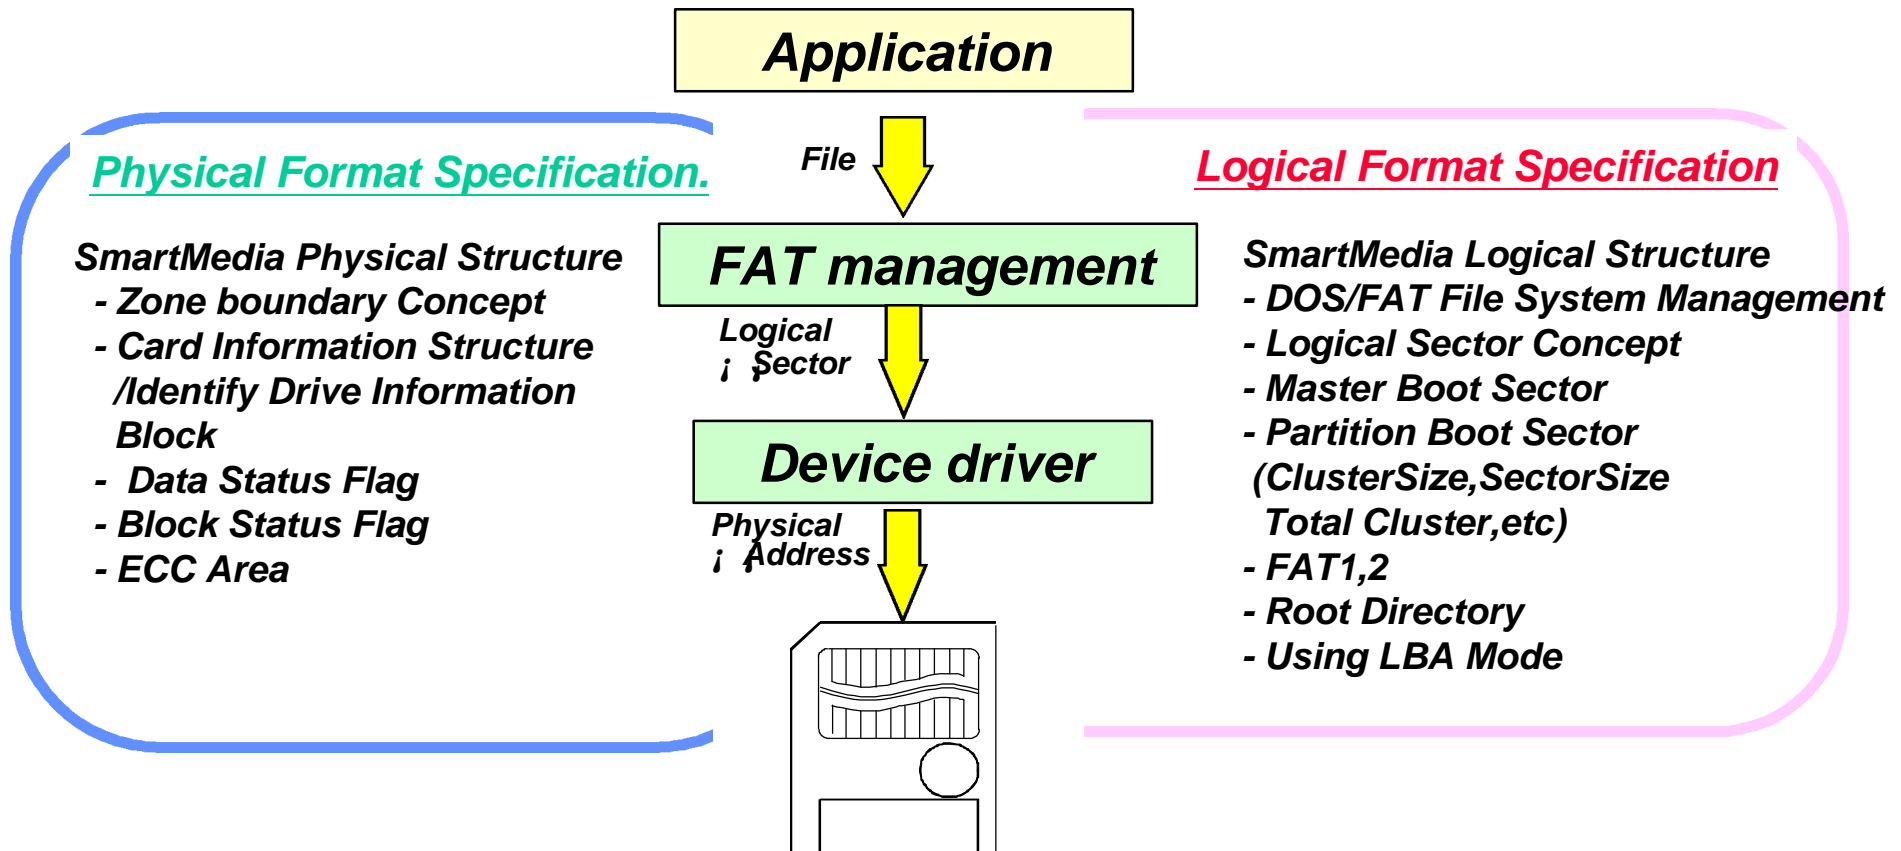 Application
File
Physical Format Specification.
SmartMedia Physical Structure
- Zone boundary Concept
- Card Information Structure
/Identify Drive Information
Block
- Data Status Flag
- Block Status Flag
- ECC Area
FAT management
Logical
¡ ¡Sector
Device driver
Physical
¡ ¡Address
Logical Format Specification
SmartMedia Logical Structure
- DOS/FAT File System Management
- Logical Sector Concept
- Master Boot Sector
- Partition Boot Sector
(ClusterSize,SectorSize
Total Cluster,etc)
- FAT1,2
- Root Directory
- Using LBA Mode